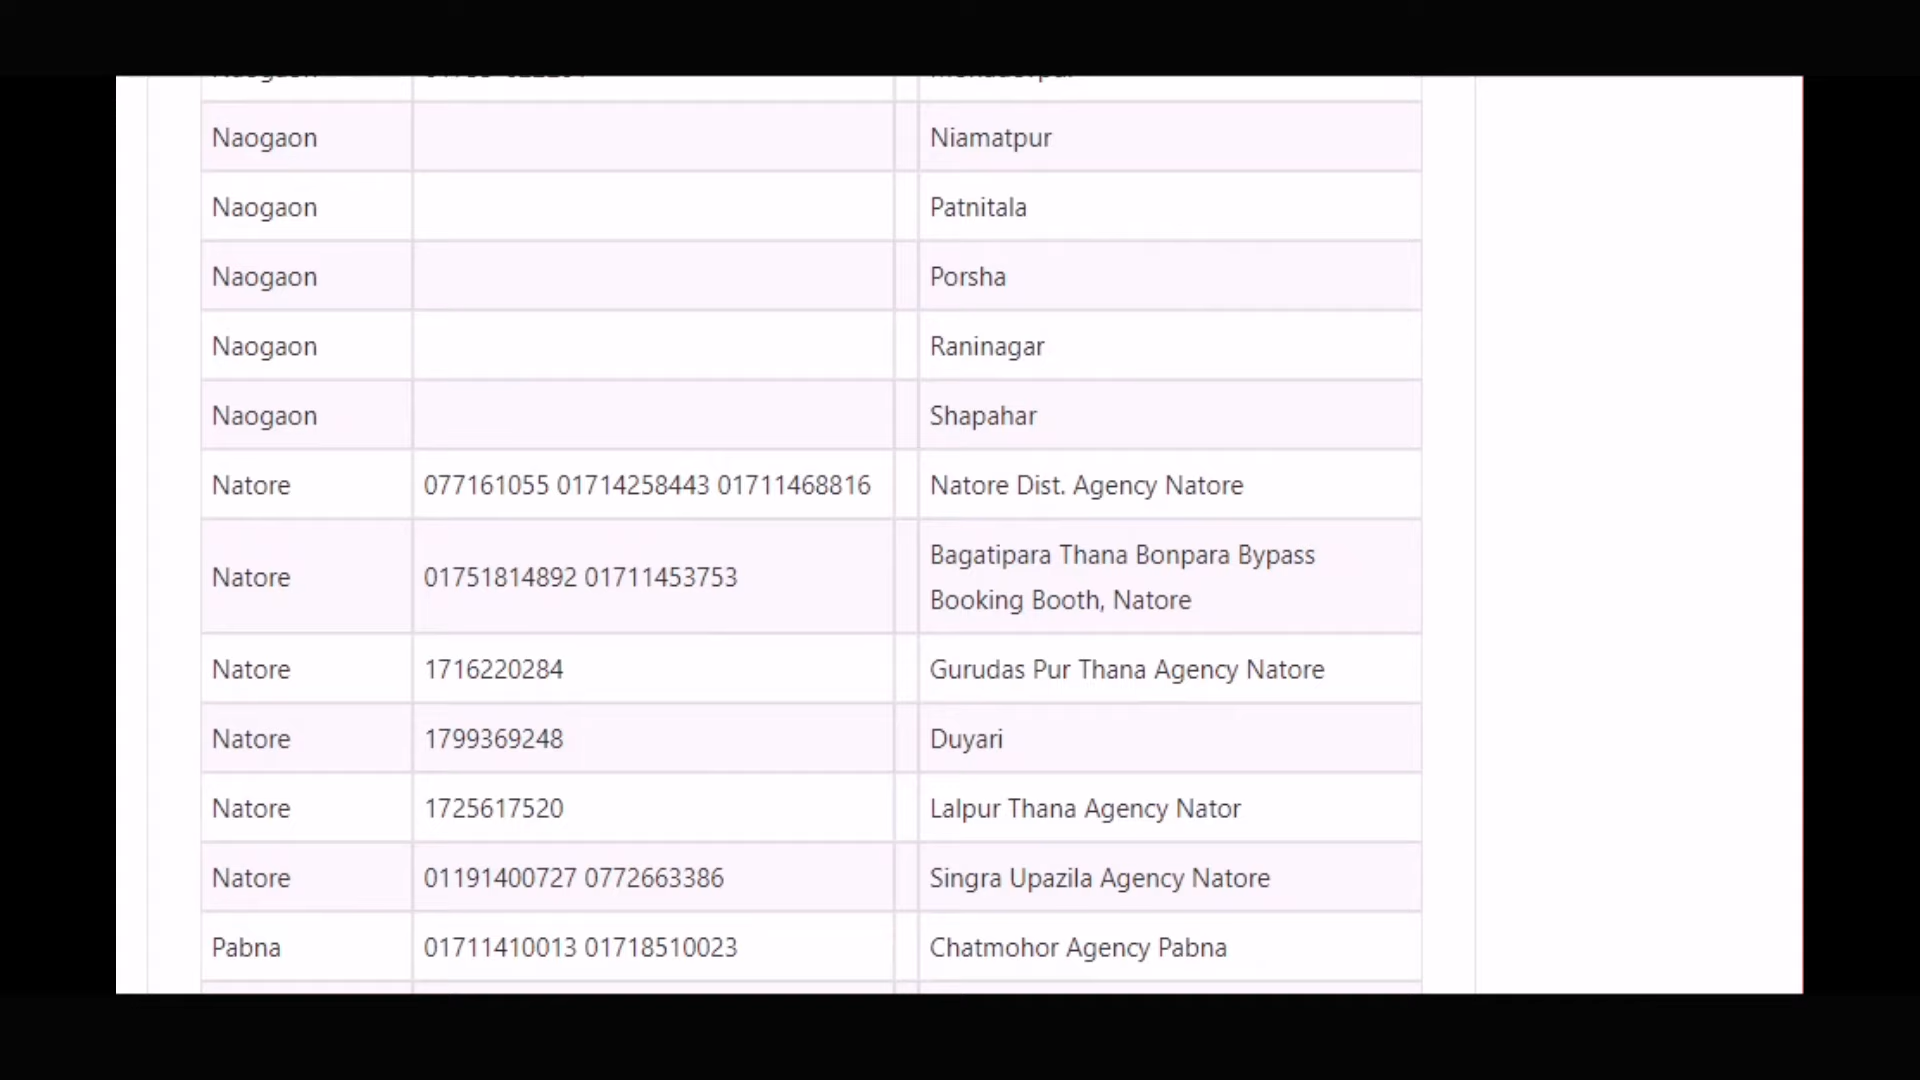 Naogaon Niamatpur
Naogaon Patnitala
Naogaon Porsha
Naogaon Raninagar
Naogaon Shapahar
Natore 077161055 01714258443 01711468816 Natore Dist. Agency Natore
Natore 01751814892 01711453753 Bagatipara Thana Bonpara Bypass
Booking Booth, Natore
Natore 1716220284 Gurudas Pur Thana Agency Natore
Natore 1799369248 Duyari
Natore 1725617520 Lalpur Thana Agency Nator
Natore 01191400727 0772663386 Singra Upazila Agency Natore
Pabna 01711410013 01718510023 Chatmohor Agency Pabna